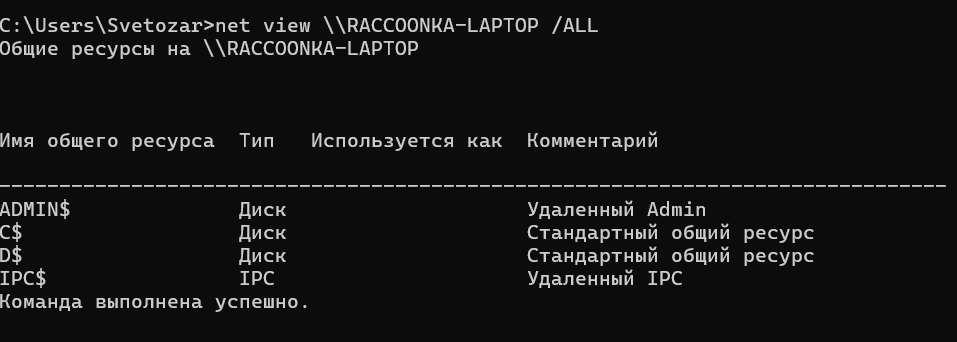 C:\Users\Svetozar>net view \\RACCOONKA-LAPTOP /ALL
Общие ресурсы на \\RACCOONKA-LAPTOP
Имя общего ресурса  Тип   Используется как  Комментарий
-------------------------------------------------------------------------------
ADMIN$              Диск                    Удаленный Admin
C$                  Диск                    Стандартный общий ресурс
D$                  Диск                    Стандартный общий ресурс
IPC$                IPC                     Удаленный IPC
Команда выполнена успешно.